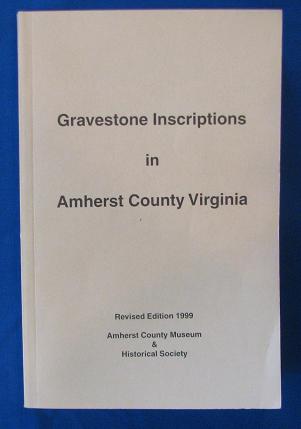 Gravestone Inscriptions
in
Amherst County Virginia
Revised Edition 1999
Amherst County Museum
&
Historical Society